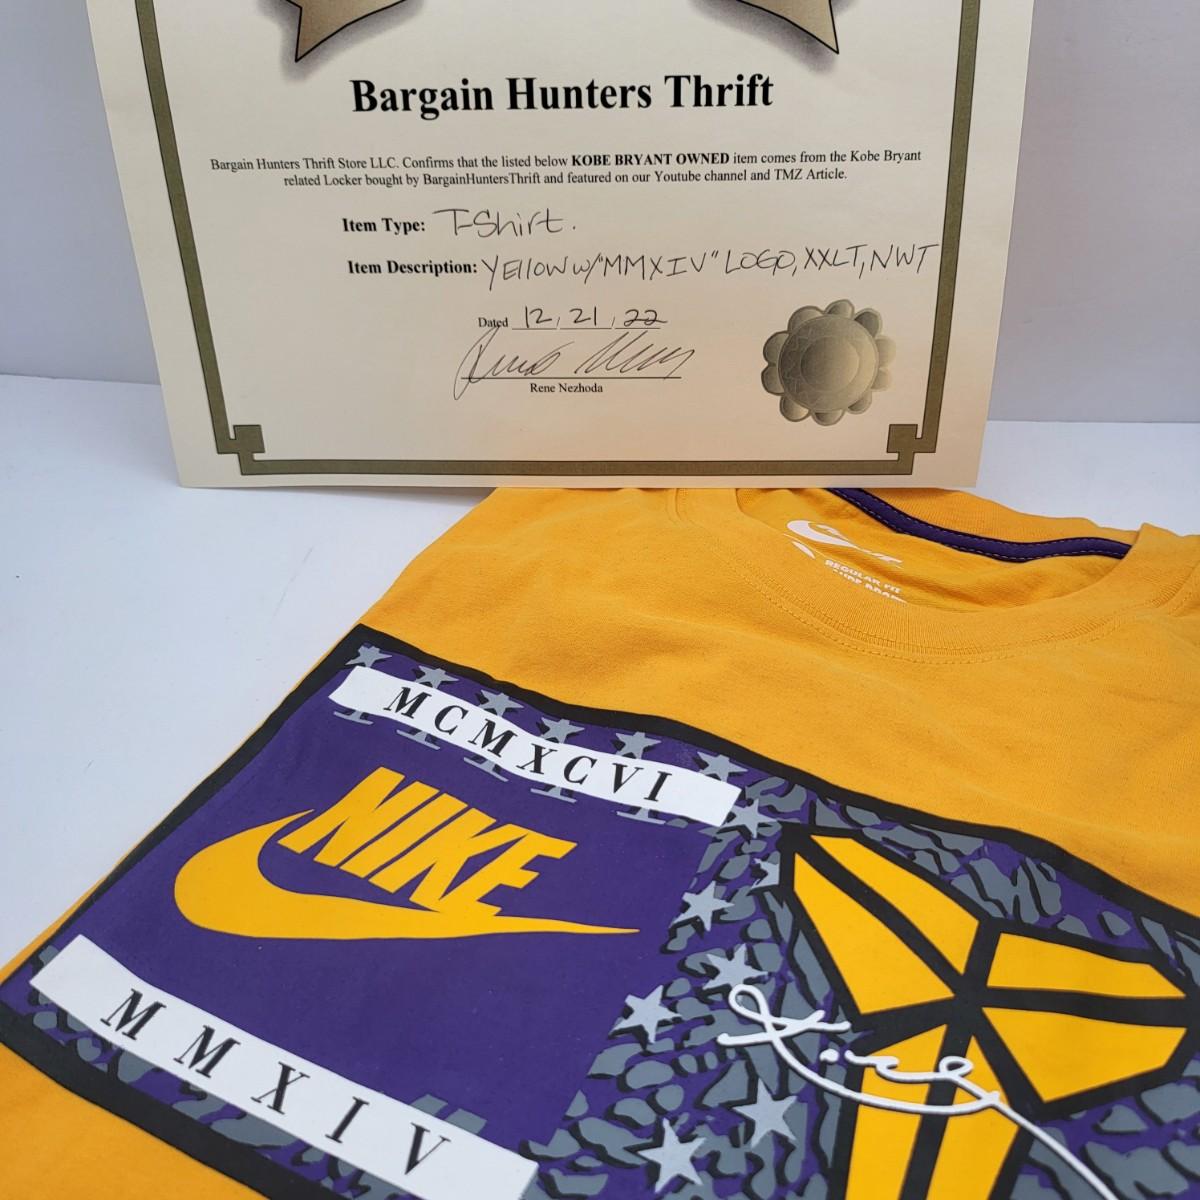 Bargain Hunters Thrift
Bargain Hunters Thrift Store LLC. Confirms that the listed below KOBE BRYANT OWNED item comes from the Kobe Bryant
related Locker bought by BargainHuntersThrift and featured on our Youtube channel and TMZ Article.
Item Type: T-Shirt.
Item Description: YEllOW w/"MMXIV" LOGO, XXLT, NWT
Dated 12, 21, 22
Rene Nezhoda
REGULAR FIT
MCMXCVI
NIKE
MMXIV